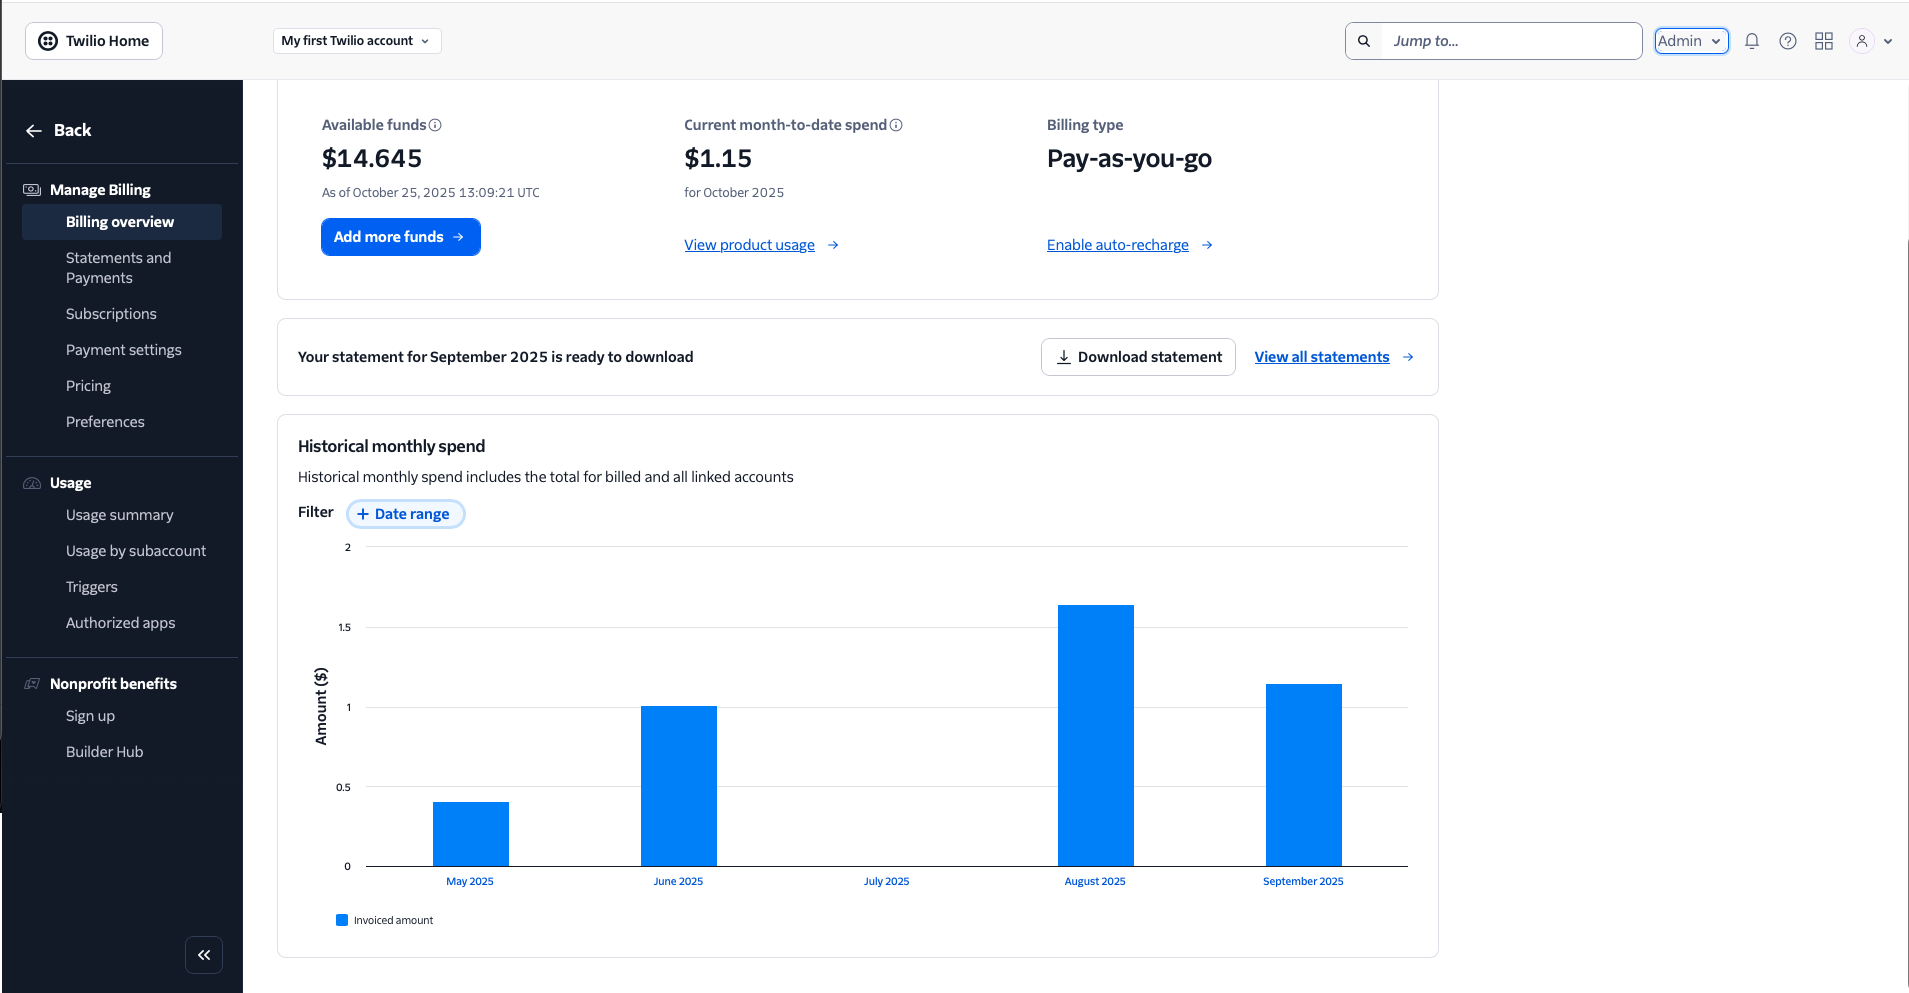 Twilio Home
My first Twilio account
Jump to...
Admin
Back
Manage Billing
Billing overview
Statements and
Payments
Subscriptions
Payment settings
Pricing
Preferences
Usage
Usage summary
Usage by subaccount
Triggers
Authorized apps
Nonprofit benefits
Sign up
Builder Hub
Available funds
$14.645
As of October 25, 2025 13:09:21 UTC
Add more funds
Current month-to-date spend
$1.15
for October 2025
View product usage
Billing type
Pay-as-you-go
Enable auto-recharge
Your statement for September 2025 is ready to download
Download statement
View all statements
Historical monthly spend
Historical monthly spend includes the total for billed and all linked accounts
Filter
+ Date range
Amount ($)
2
1.5
1
0.5
0
May 2025
June 2025
July 2025
August 2025
September 2025
Invoiced amount